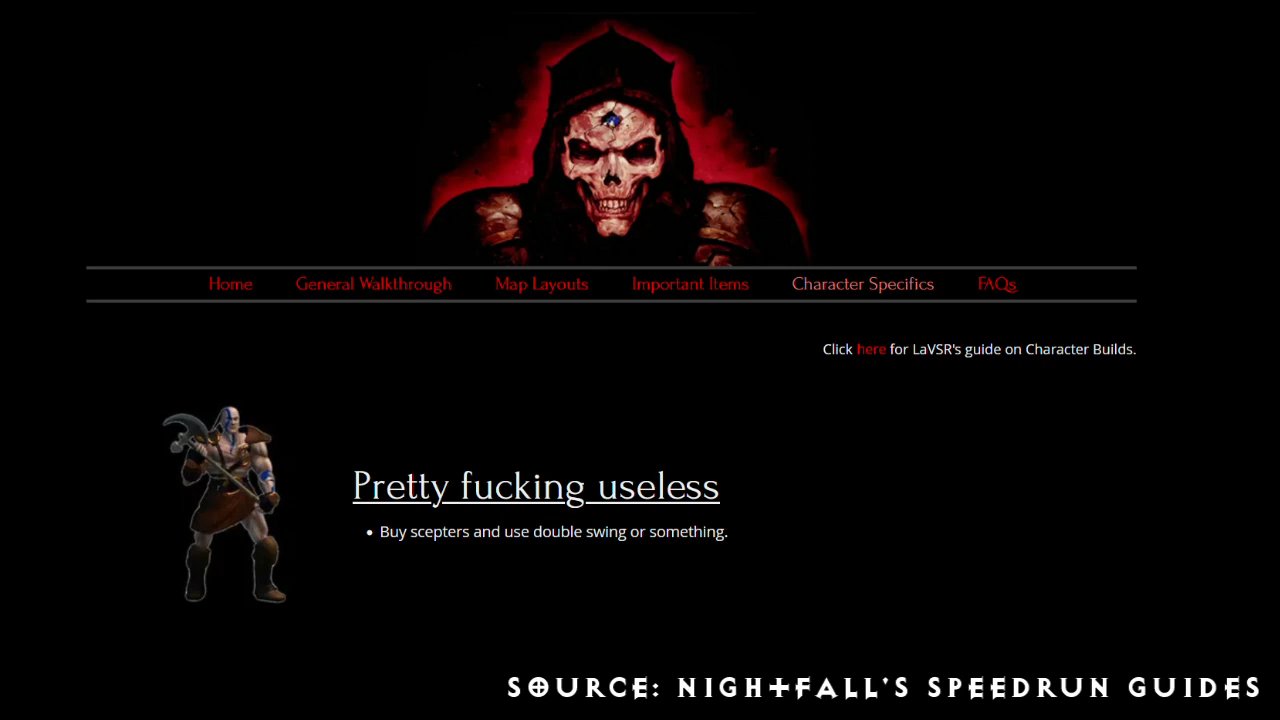 Home General Walkthrough Map Layouts Important Items Character Specifics FAQs
Click here for LaVSR's guide on Character Builds.
Pretty fucking useless
• Buy scepters and use double swing or something.
SOURCE: NIGHTFALL'S SPEEDRUN GUIDES